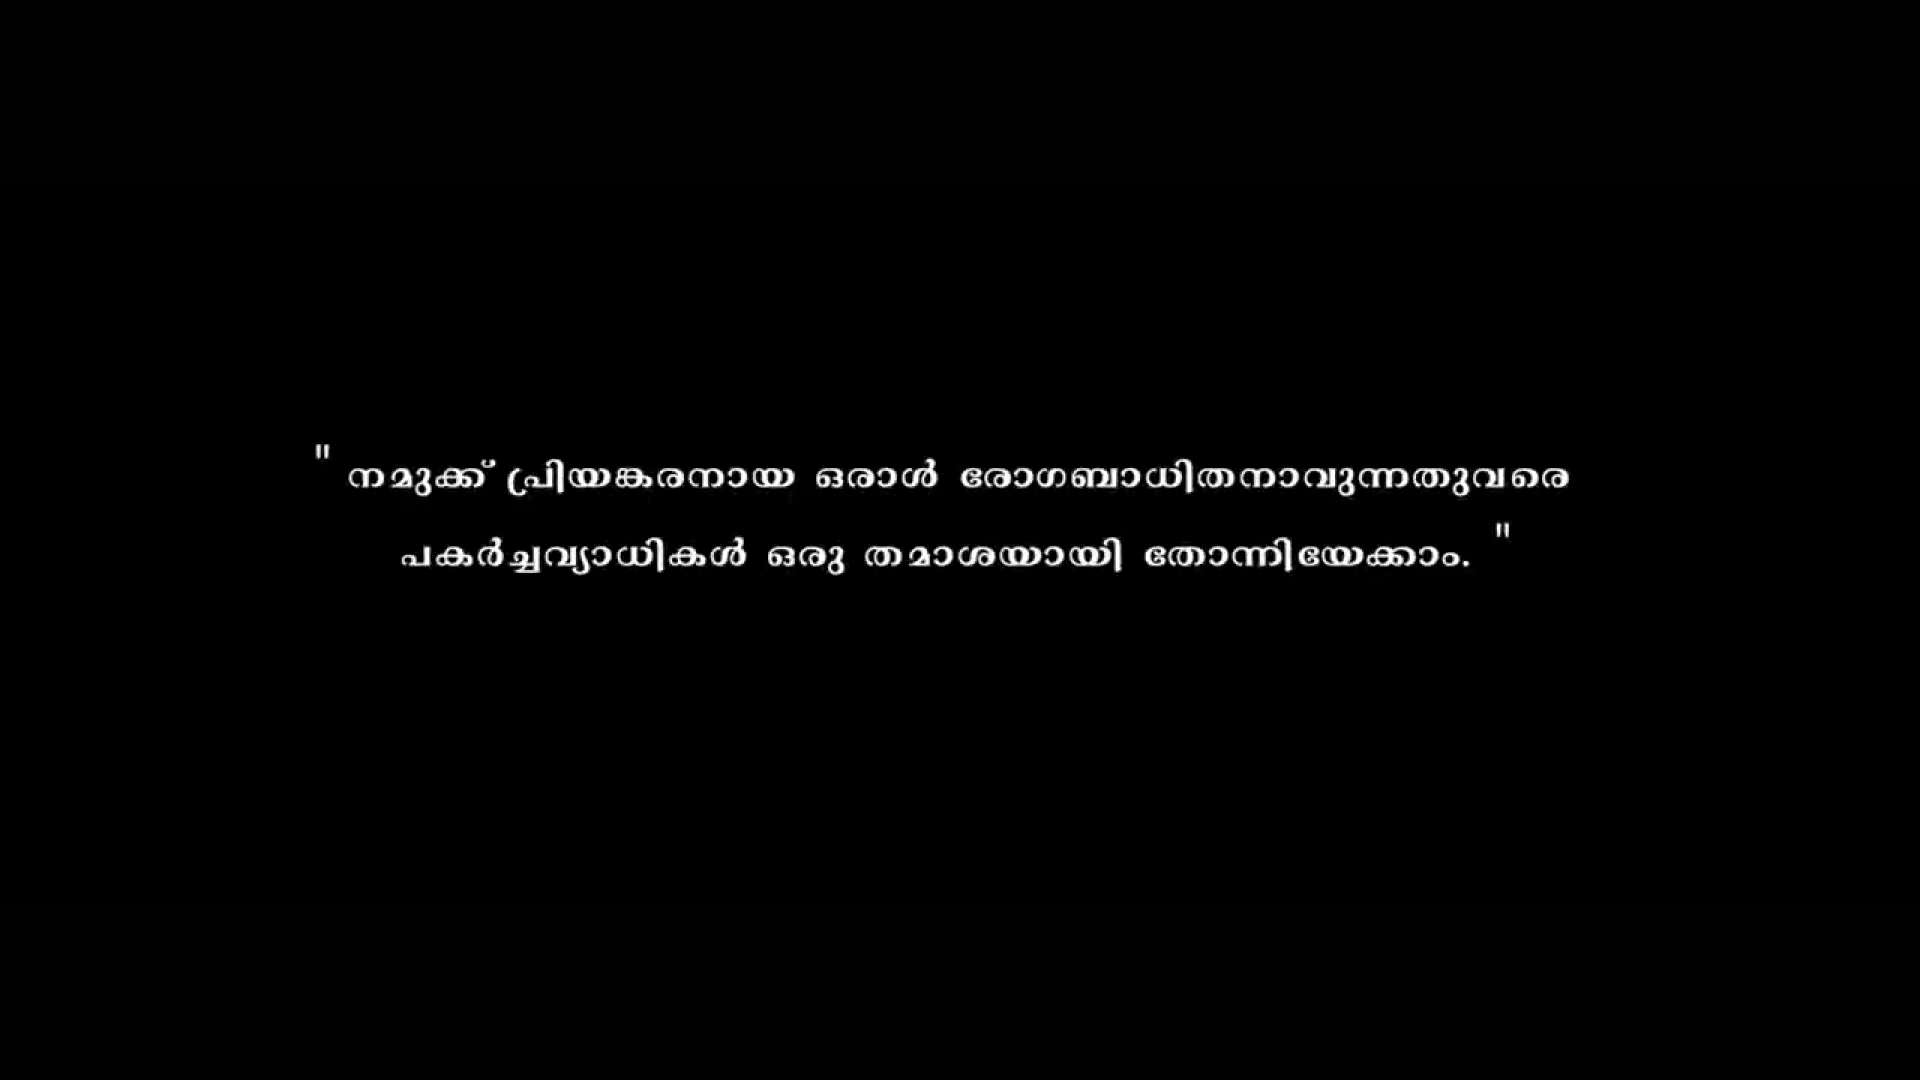 " നമുക്ക് പ്രിയങ്കരനായ ഒരാൾ രോഗബാധിതനാവുന്നതുവരെ
പകർച്ചവ്യാധികൾ ഒരു തമാശയായി തോന്നിയേക്കാം. "